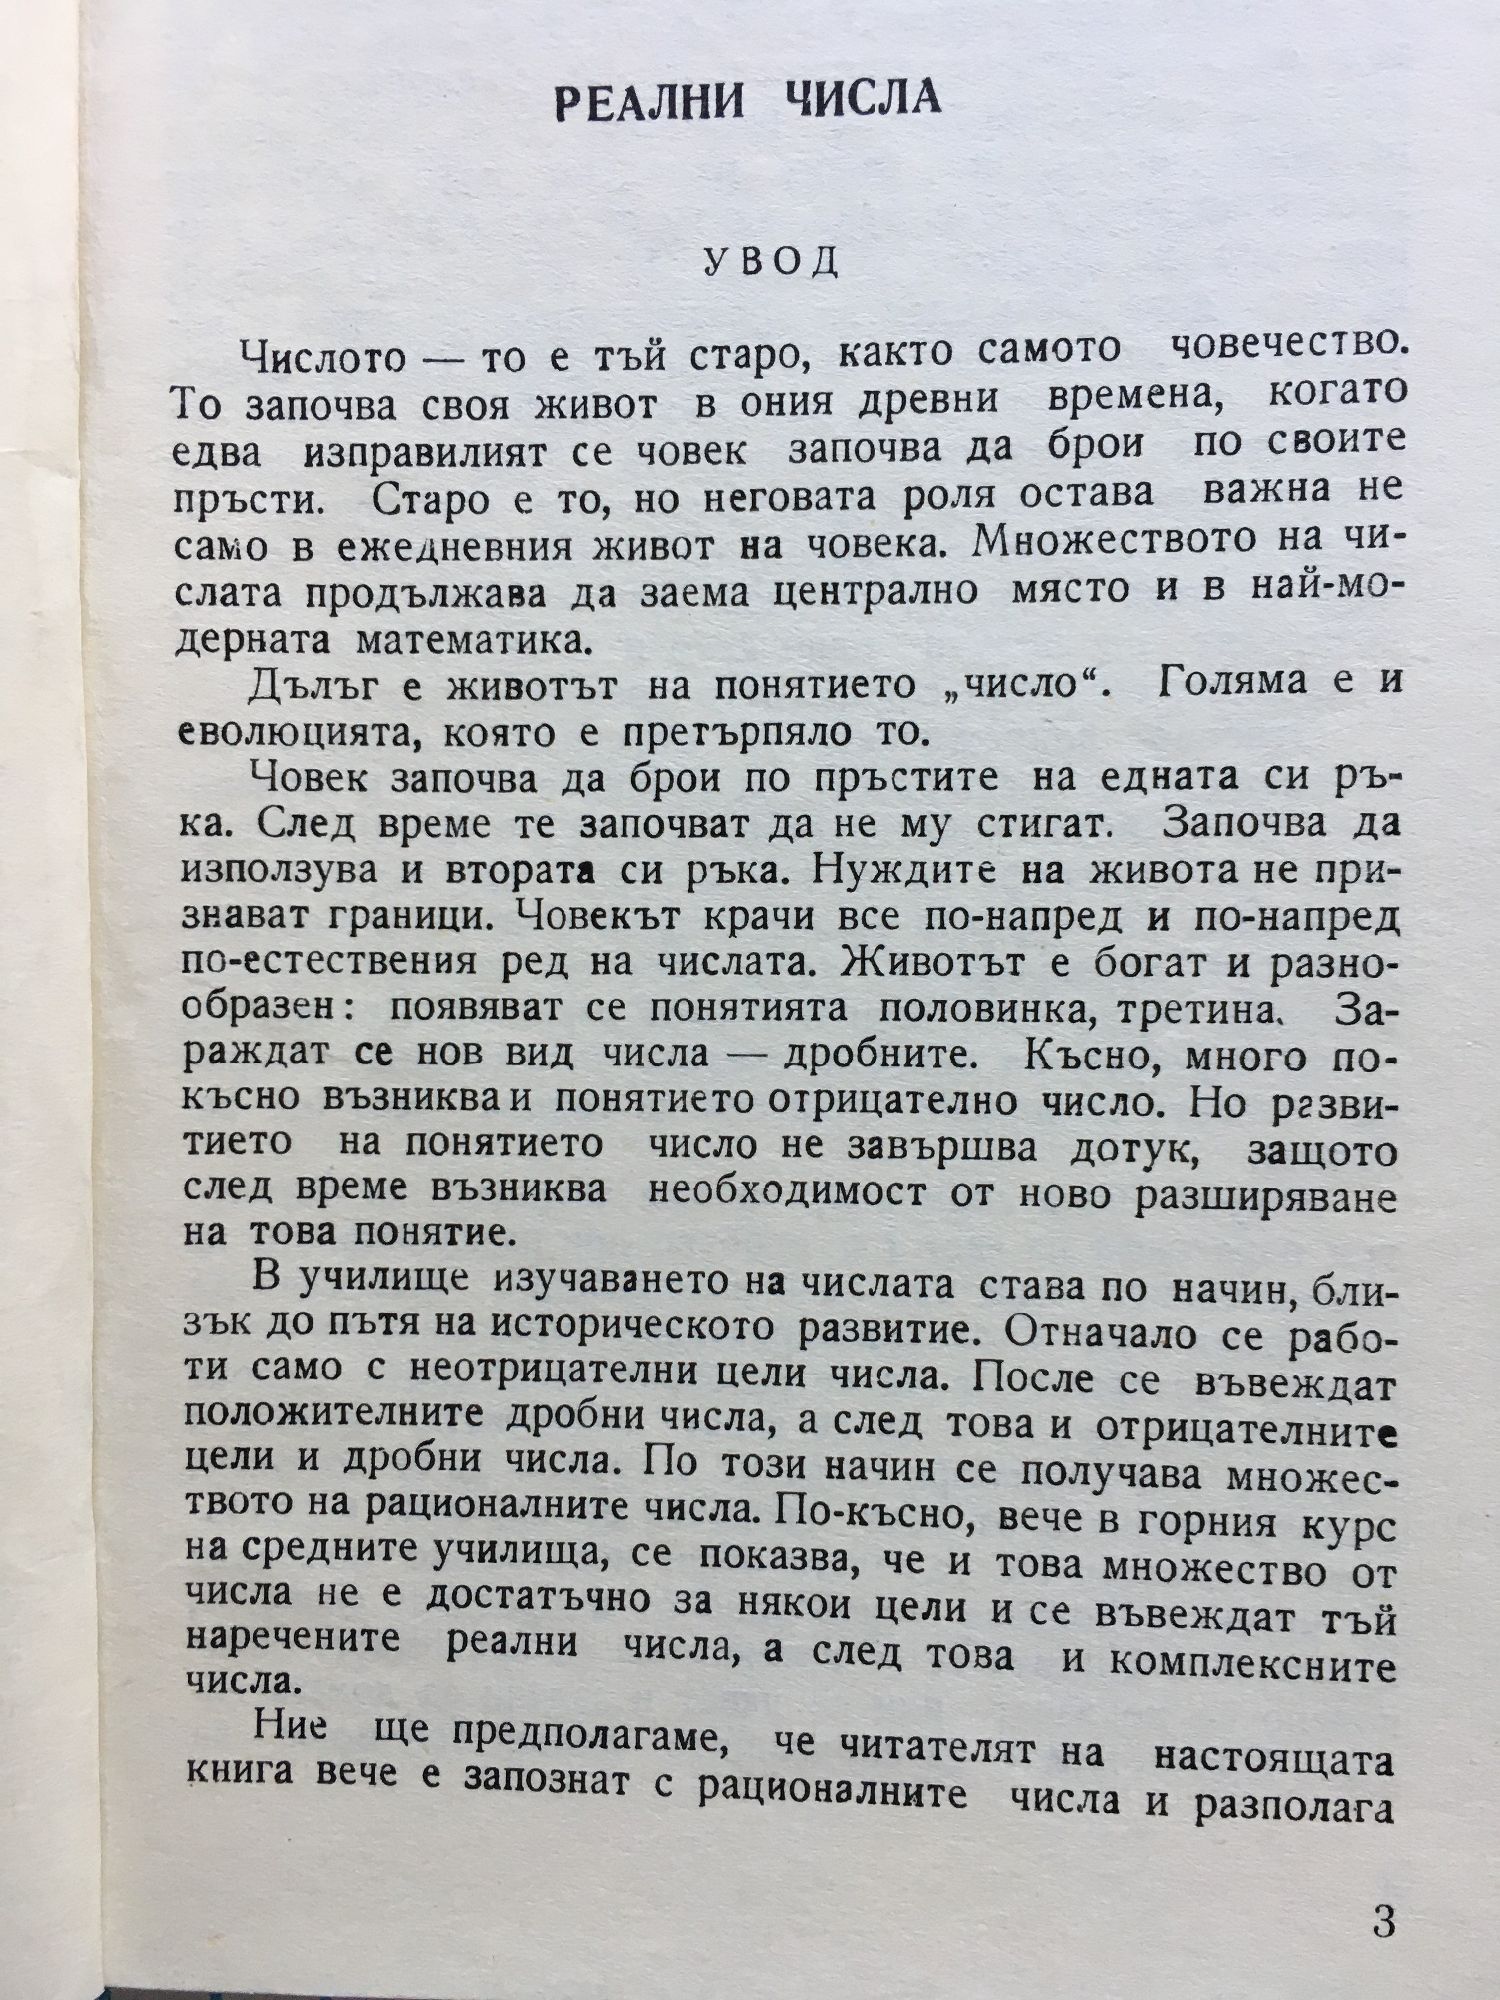 РЕАЛНИ ЧИСЛА
УВОД
Числото — то е тъй старо, както самото човечество.
То започва своя живот в ония древни времена, когато
едва изправилият се човек започва да брои по своите
пръсти. Старо е то, но неговата роля остава важна не
само в ежедневния живот на човека. Множеството на чи-
слата продължава да заема централно място и в най-мо-
дерната математика.
Дълъг е животът на понятието „число“. Голяма е и
еволюцията, която е претърпяло то.
Човек започва да брои по пръстите на едната си ръ-
ка. След време те започват да не му стигат. Започва да
използува и втората си ръка. Нуждите на живота не при-
знават граници. Човекът крачи все по-напред и по-напред
по-естествения ред на числата. Животът е богат и разно-
образен: появяват се понятията половинка, третина. За-
раждат се нов вид числа — дробните. Късно, много по-
късно възниква и понятието отрицателно число. Но разви-
тието на понятието число не завършва дотук, защото
след време възниква необходимост от ново разширяване
на това понятие.
В училище изучаването на числата става по начин, бли-
зък до пътя на историческото развитие. Отначало се рабо-
ти само с неотрицателни цели числа. После се въвеждат
положителните дробни числа, а след това и отрицателните
цели и дробни числа. По този начин се получава множес-
твото на рационалните числа. По-късно, вече в горния курс
на средните училища, се показва, че и това множество от
числа не е достатъчно за някои цели и се въвеждат тъй
наречените реални числа, а след това и комплексните
числа.
Ние ще предполагаме, че читателят на настоящата
книга вече е запознат с рационалните числа и разполага
3